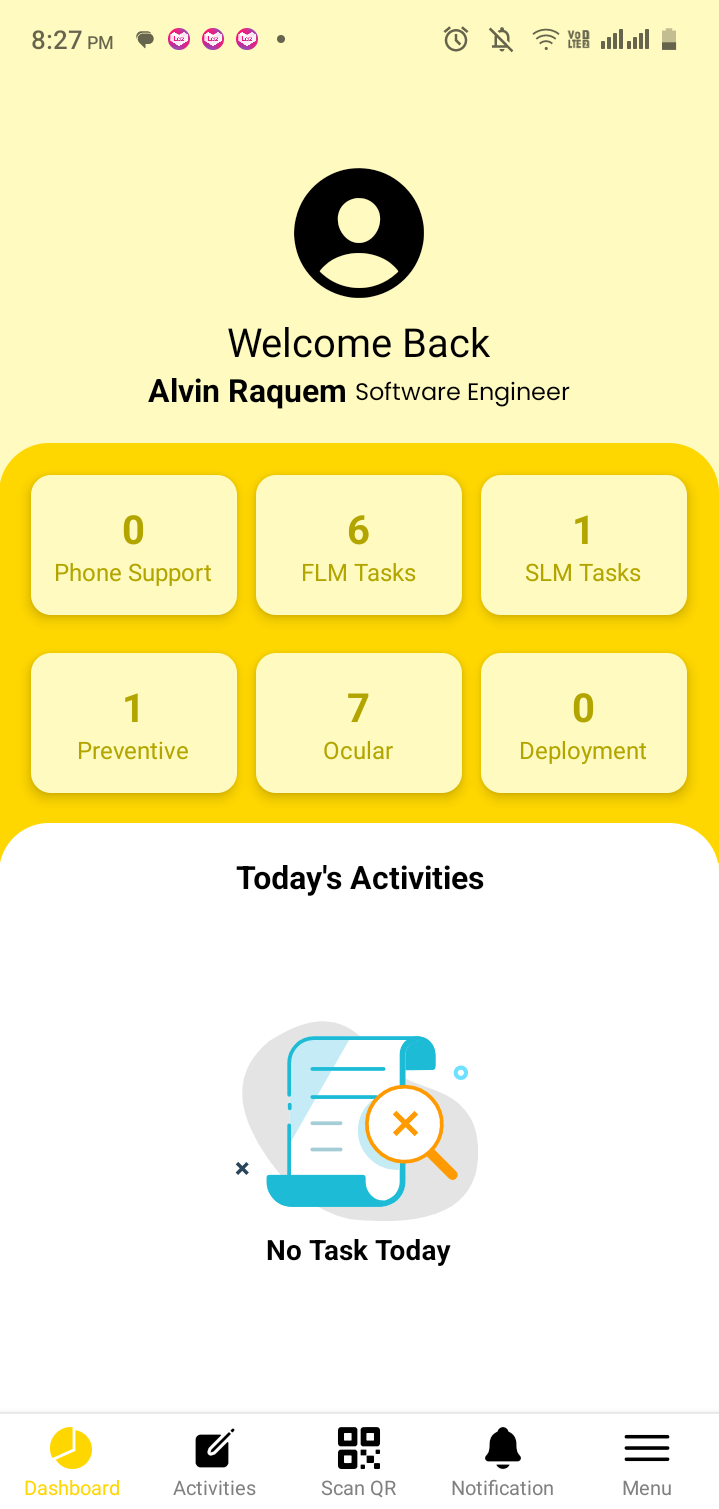 8:27 PM
Welcome Back
Alvin Raquem Software Engineer
0 6 1
Phone Support FLM Tasks SLM Tasks
1 7 0
Preventive Ocular Deployment
Today's Activities
No Task Today
Dashboard Activities Scan QR Notification Menu